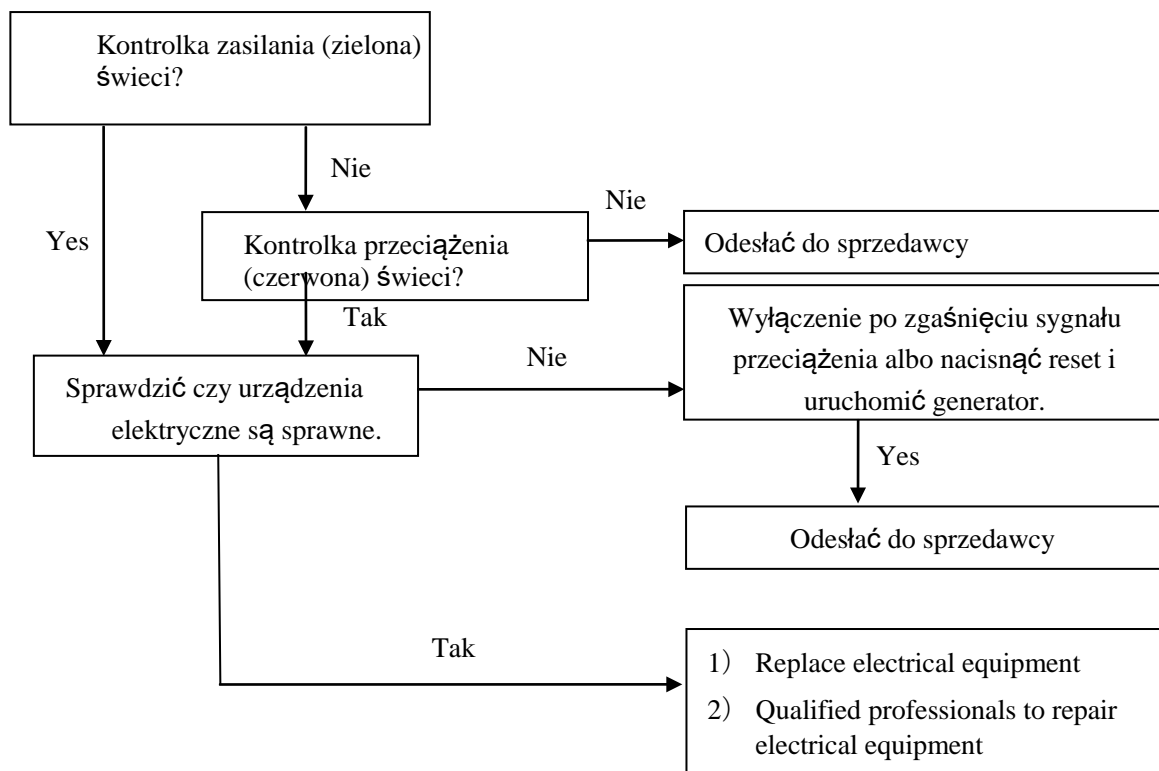 Kontrolka zasilania (zielona)
świeci?
Nie
Yes
Nie
Kontrolka przeciążenia
(czerwona) świeci?
Odesłać do sprzedawcy
Tak
Wyłączenie po zgaśnięciu sygnału
przeciążenia albo nacisnąć reset i
uruchomić generator.
Nie
Sprawdzić czy urządzenia
elektryczne są sprawne.
Yes
Odesłać do sprzedawcy
Tak
1） Replace electrical equipment
2） Qualified professionals to repair
electrical equipment